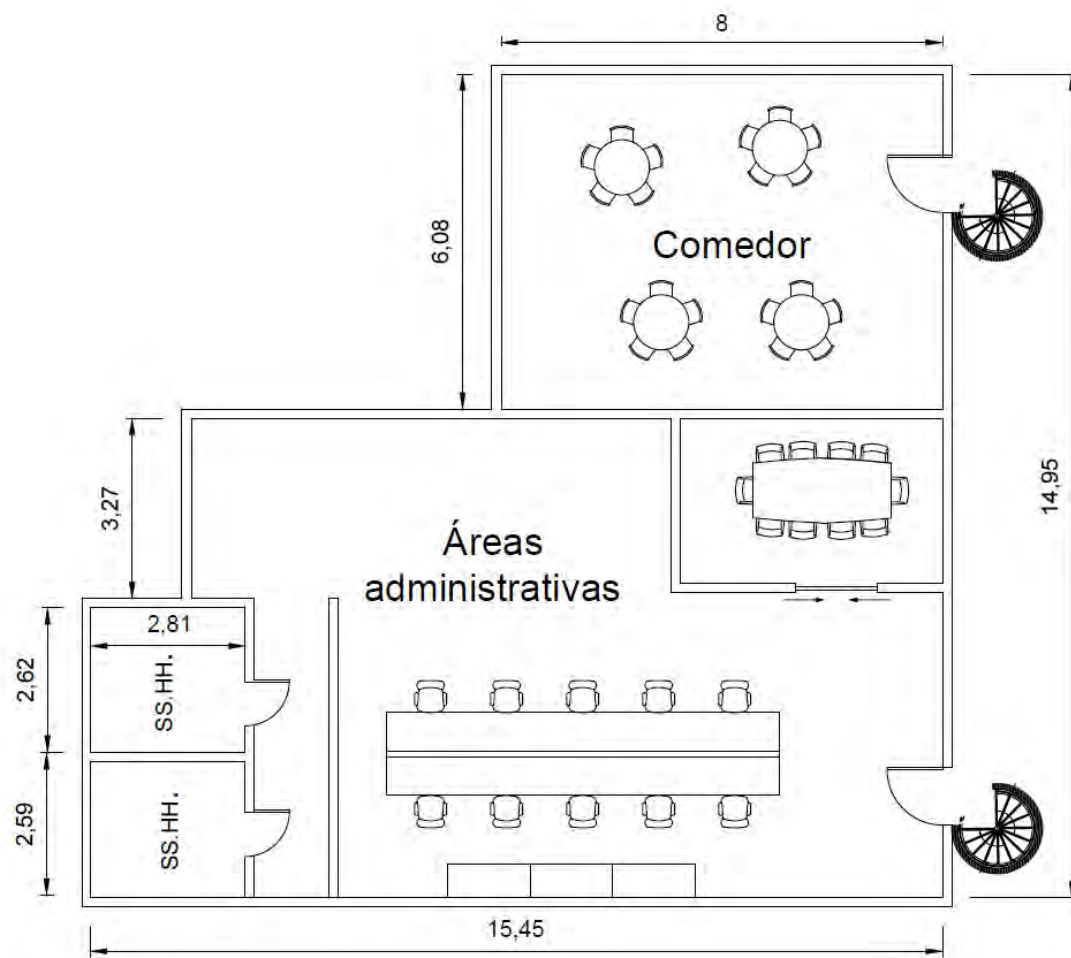 8
6,08
Comedor
14,95
3,27
Áreas
administrativas
2,81
2,62
SS.HH.
2,59
SS.HH.
15,45